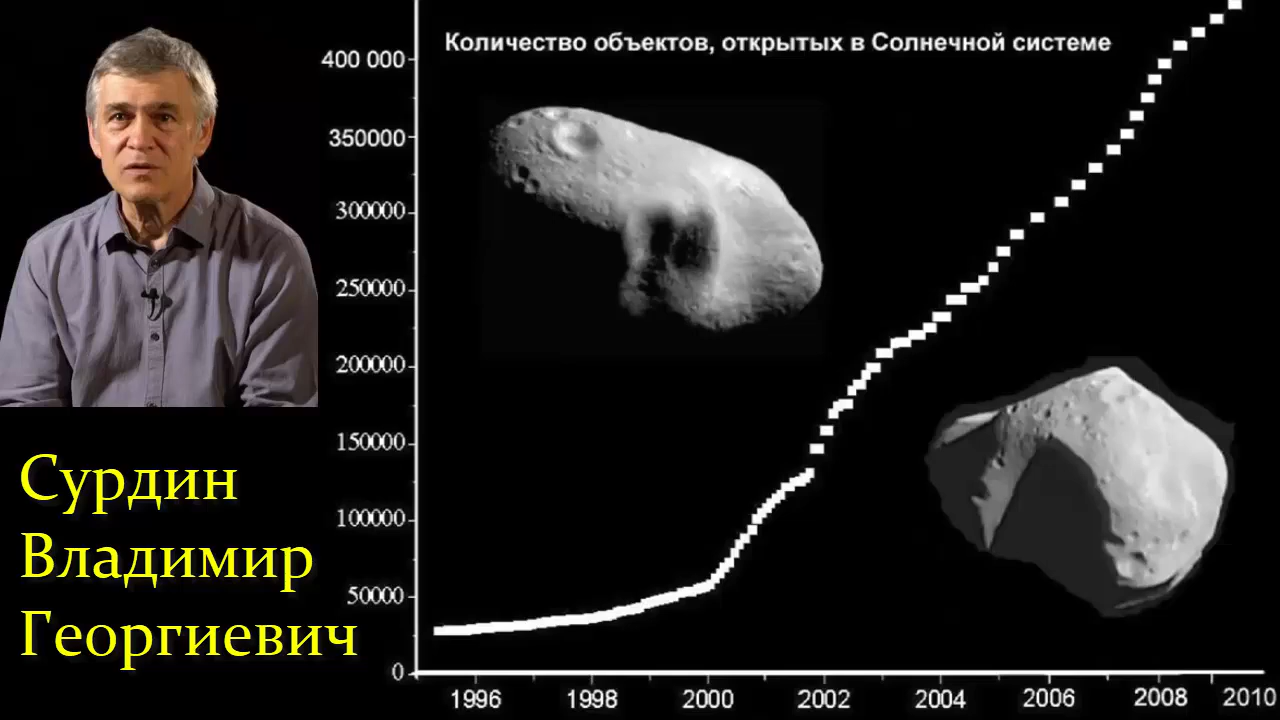 Количество объектов, открытых в Солнечной системе
400 000
350000
300000
250000
200000
150000
100000
50000
0
1996 1998 2000 2002 2004 2006 2008 2010
Сурдин
Владимир
Георгиевич